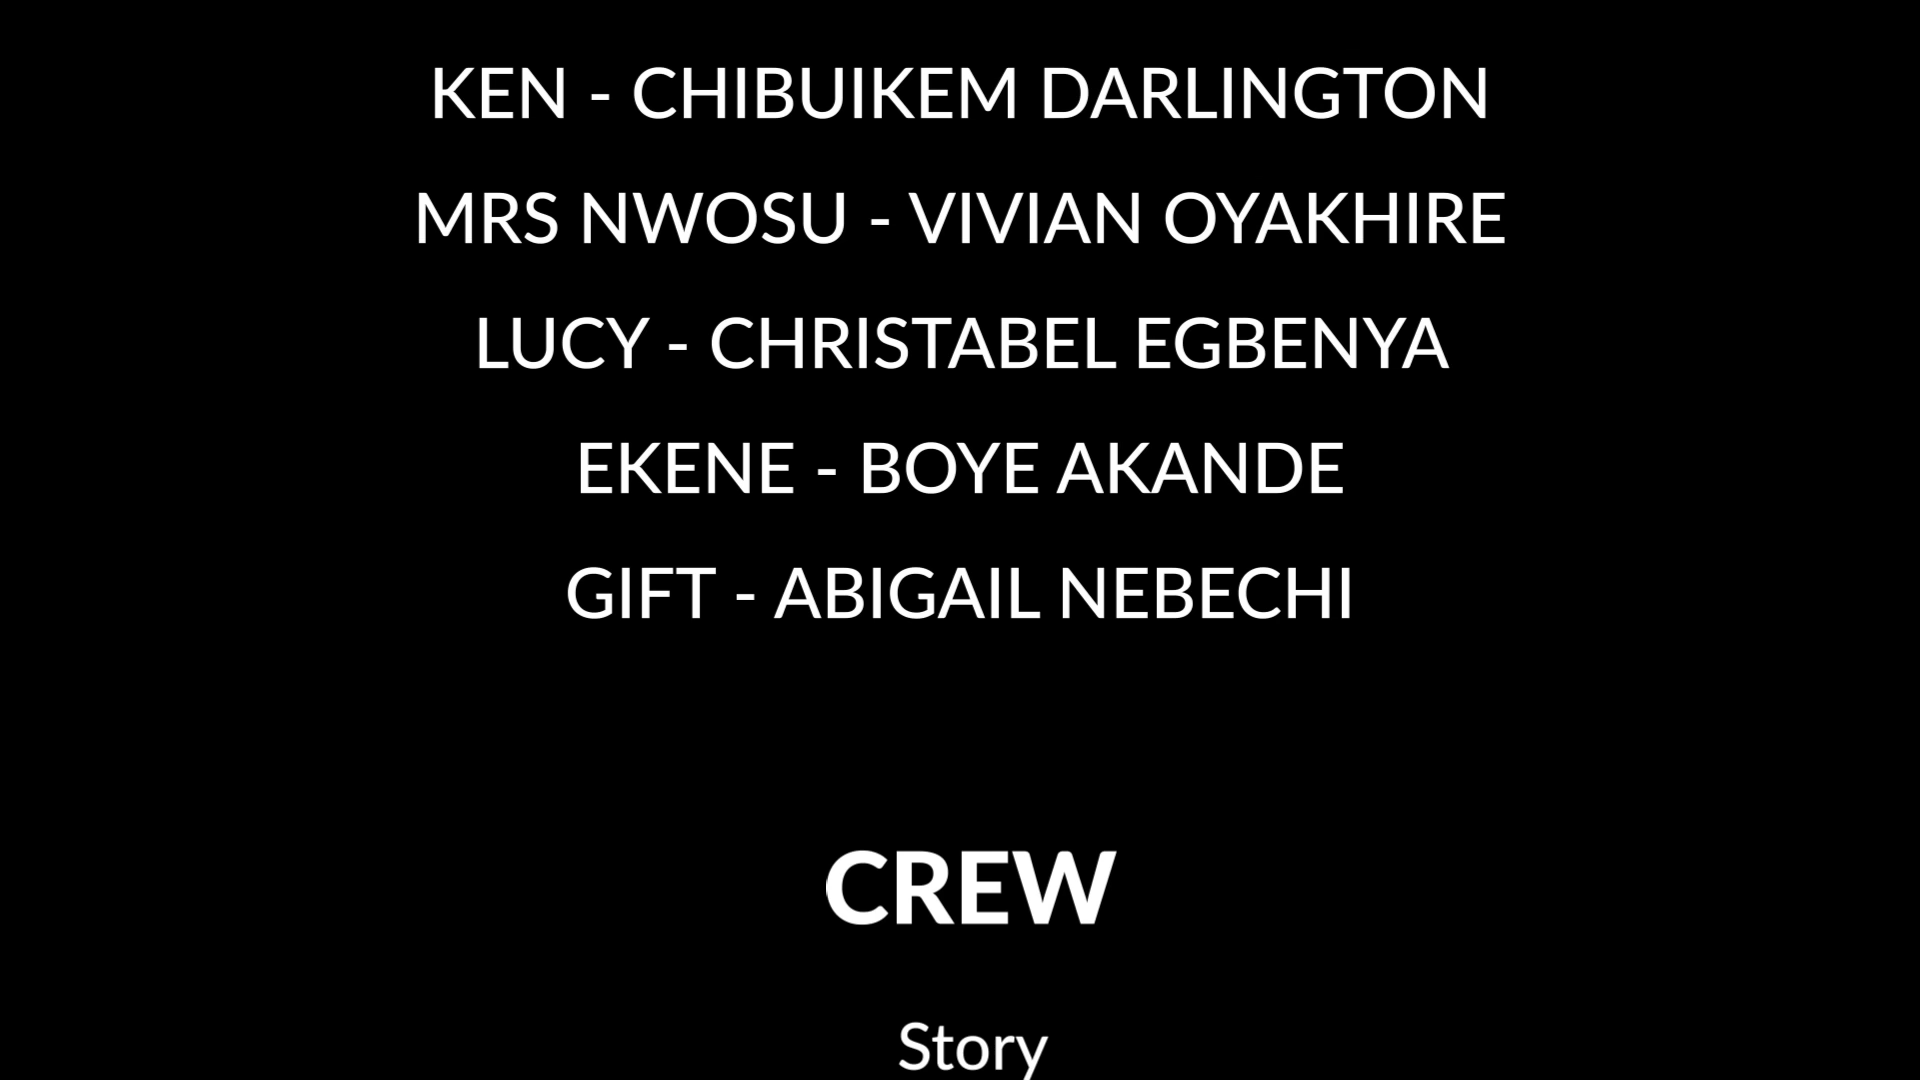 KEN - CHIBUIKEM DARLINGTON
MRS NWOSU - VIVIAN OYAKHIRE
LUCY - CHRISTABEL EGBENYA
EKENE - BOYE AKANDE
GIFT - ABIGAIL NEBECHI
CREW
Story